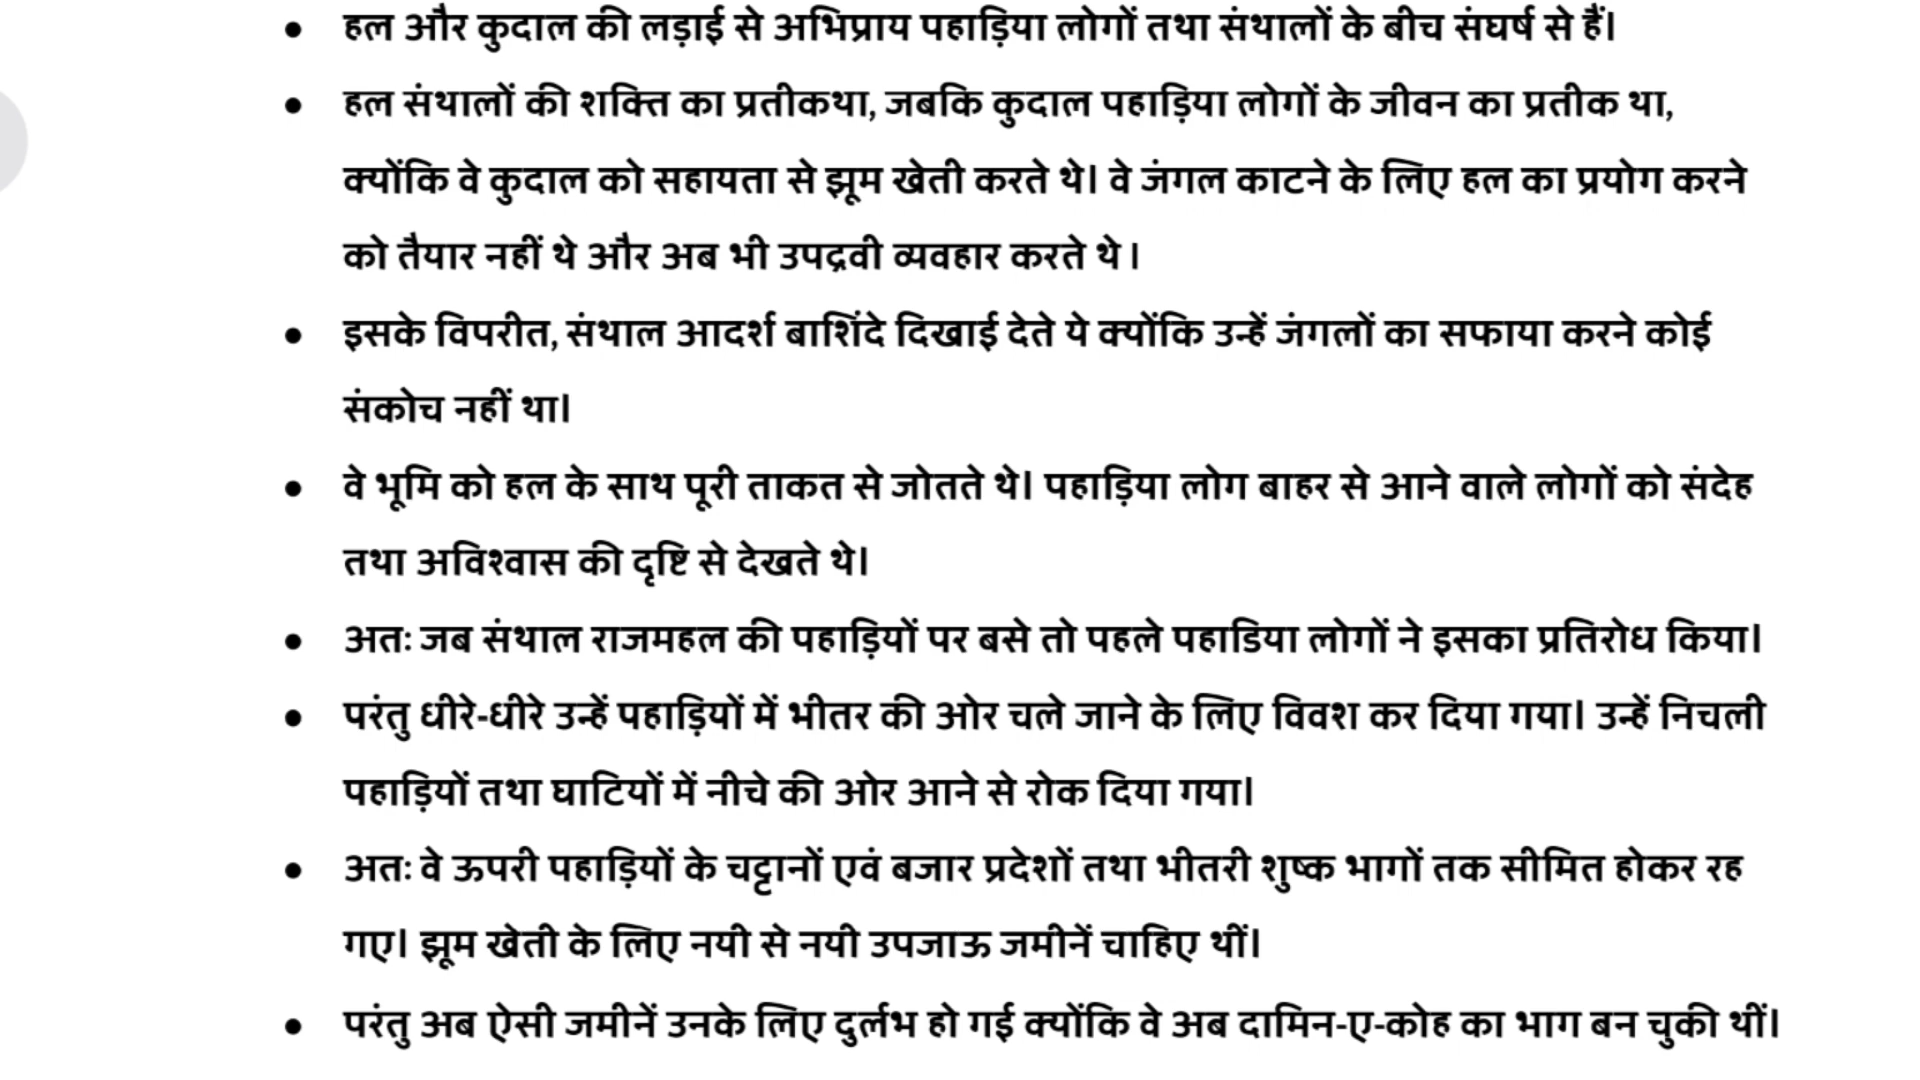 • हल और कुदाल की लड़ाई से अभिप्राय पहाड़िया लोगों तथा संथालों के बीच संघर्ष से हैं।
• हल संथालों की शक्ति का प्रतीकथा, जबकि कुदाल पहाड़िया लोगों के जीवन का प्रतीक था,
क्योंकि वे कुदाल को सहायता से झूम खेती करते थे। वे जंगल काटने के लिए हल का प्रयोग करने
को तैयार नहीं थे और अब भी उपद्रवी व्यवहार करते थे ।
• इसके विपरीत, संथाल आदर्श बाशिंदे दिखाई देते ये क्योंकि उन्हें जंगलों का सफाया करने कोई
संकोच नहीं था।
• वे भूमि को हल के साथ पूरी ताकत से जोतते थे। पहाड़िया लोग बाहर से आने वाले लोगों को संदेह
तथा अविश्वास की दृष्टि से देखते थे।
• अतः जब संथाल राजमहल की पहाड़ियों पर बसे तो पहले पहाडिया लोगों ने इसका प्रतिरोध किया।
• परंतु धीरे-धीरे उन्हें पहाड़ियों में भीतर की ओर चले जाने के लिए विवश कर दिया गया। उन्हें निचली
पहाड़ियों तथा घाटियों में नीचे की ओर आने से रोक दिया गया।
• अतः वे ऊपरी पहाड़ियों के चट्टानों एवं बजार प्रदेशों तथा भीतरी शुष्क भागों तक सीमित होकर रह
गए। झूम खेती के लिए नयी से नयी उपजाऊ जमीनें चाहिए थीं।
• परंतु अब ऐसी जमीनें उनके लिए दुर्लभ हो गई क्योंकि वे अब दामिन-ए-कोह का भाग बन चुकी थीं।